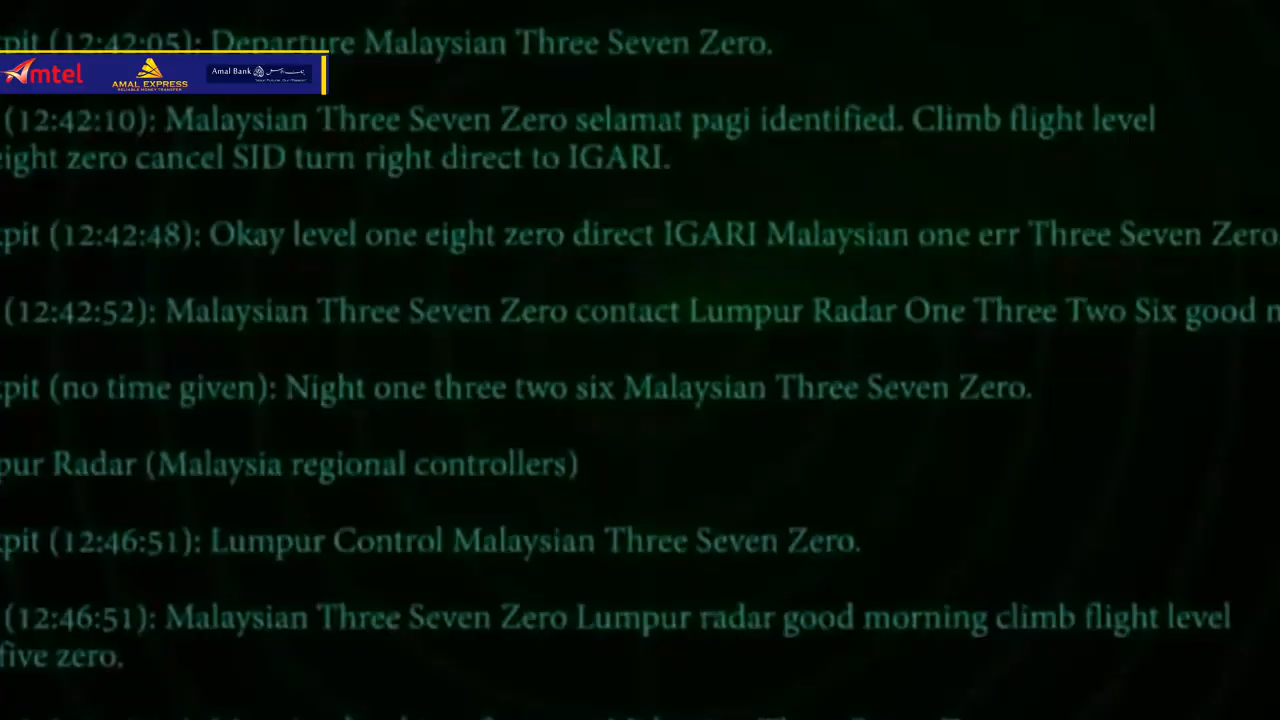 pit (12:42:05): Departure Malaysian Three Seven Zero.
Amtel
AMAL EXPRESS
RELIABLE MONEY TRANSFER
Amal Bank
(12:42:10): Malaysian Three Seven Zero selamat pagi identified. Climb flight level
eight zero cancel SID turn right direct to IGARI.
pit (12:42:48): Okay level one eight zero direct IGARI Malaysian one err Three Seven Zero
(12:42:52): Malaysian Three Seven Zero contact Lumpur Radar One Three Two Six good
pit (no time given): Night one three two six Malaysian Three Seven Zero.
pur Radar (Malaysia regional controllers)
pit (12:46:51): Lumpur Control Malaysian Three Seven Zero.
(12:46:51): Malaysian Three Seven Zero Lumpur radar good morning climb flight level
five zero.